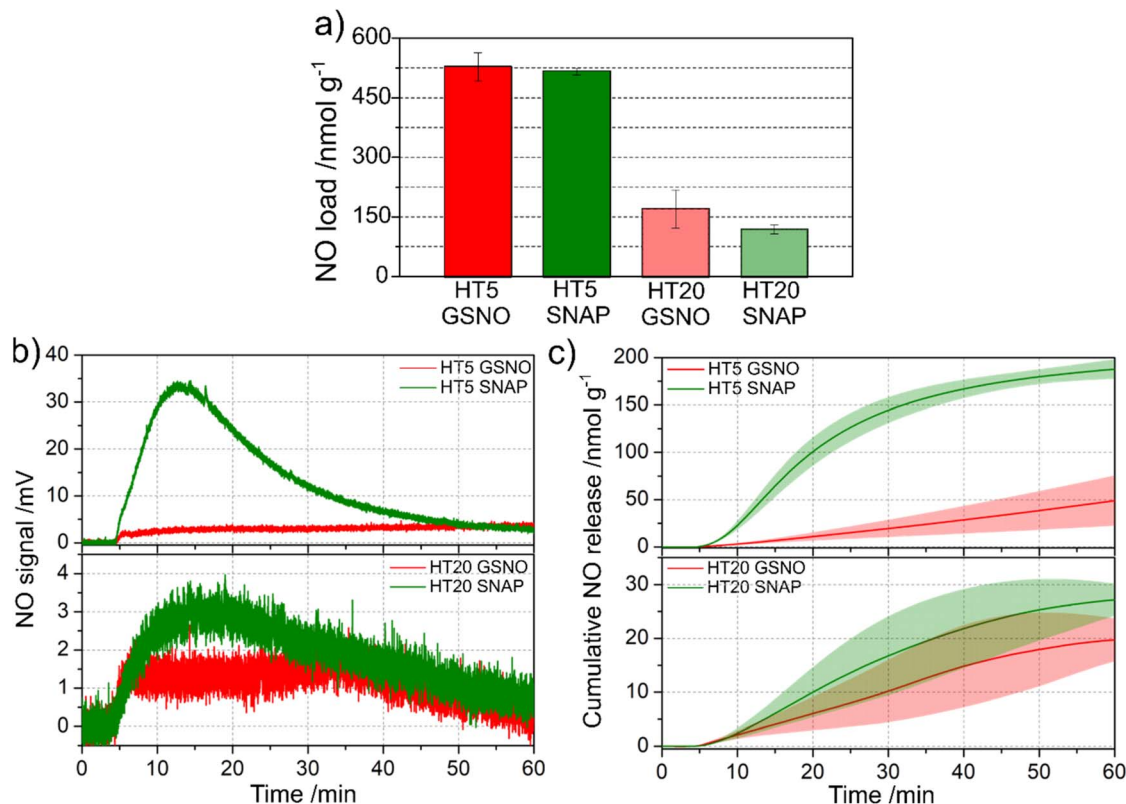 a)
NO load /nmol g⁻¹
600
450
300
150
0
HT5
GSNO
HT5
SNAP
HT20
GSNO
HT20
SNAP
b)
NO signal /mV
40
30
20
10
0
HT5 GSNO
HT5 SNAP
4
3
2
1
0
HT20 GSNO
HT20 SNAP
0 10 20 30 40 50 60
Time /min
c)
Cumulative NO release /nmol g⁻¹
200
150
100
50
0
HT5 GSNO
HT5 SNAP
30
20
10
0
HT20 GSNO
HT20 SNAP
0 10 20 30 40 50 60
Time /min